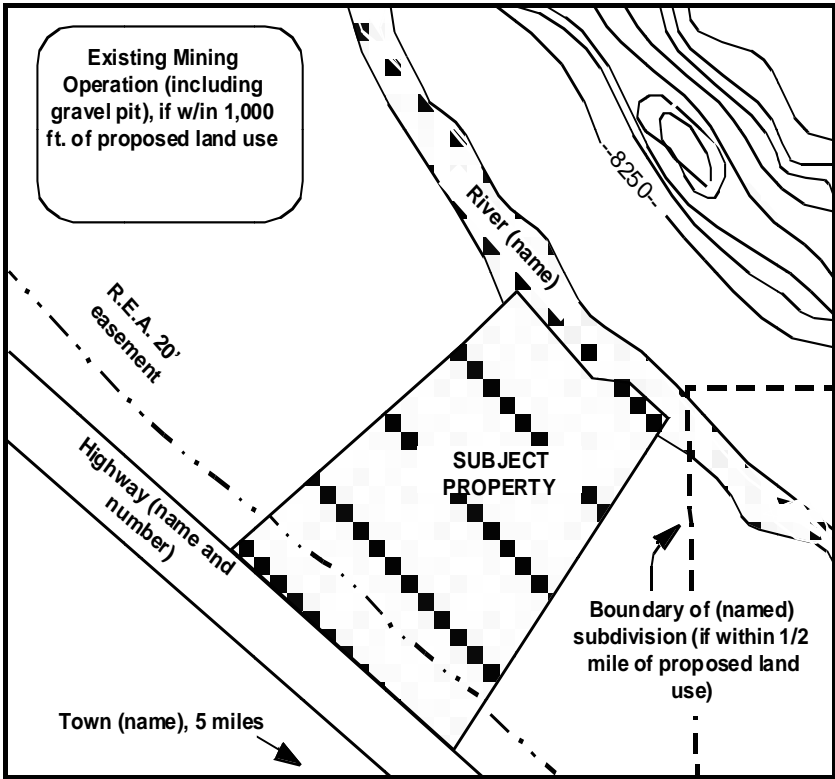 Existing Mining
Operation (including
gravel pit), if w/in 1,000
ft. of proposed land use
--8250--
River (name)
R.E.A. 20'
easement
Highway (name and
number)
SUBJECT
PROPERTY
Boundary of (named)
subdivision (if within 1/2
mile of proposed land
use)
Town (name), 5 miles